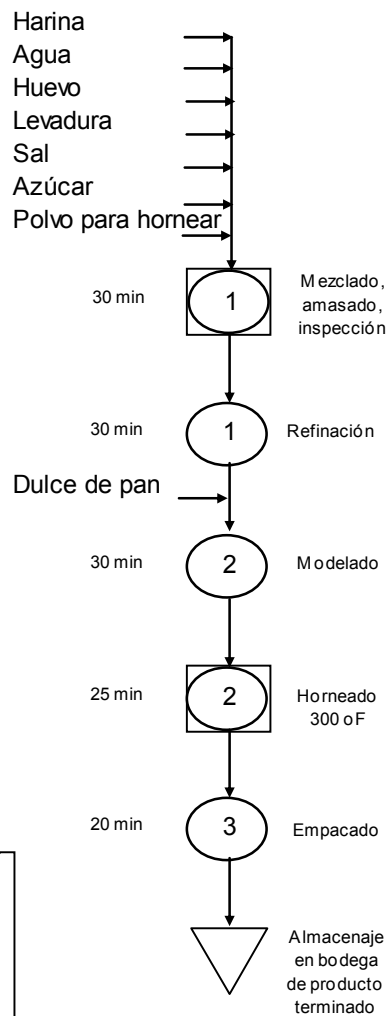 Harina
Agua
Huevo
Levadura
Sal
Azúcar
Polvo para hornear
30 min
1
Mezclado,
amasado,
inspección
30 min
1
Refinación
Dulce de pan
30 min
2
Modelado
25 min
2
Horneado
300 oF
20 min
3
Empacado
Almacenaje
en bodega
de producto
terminado